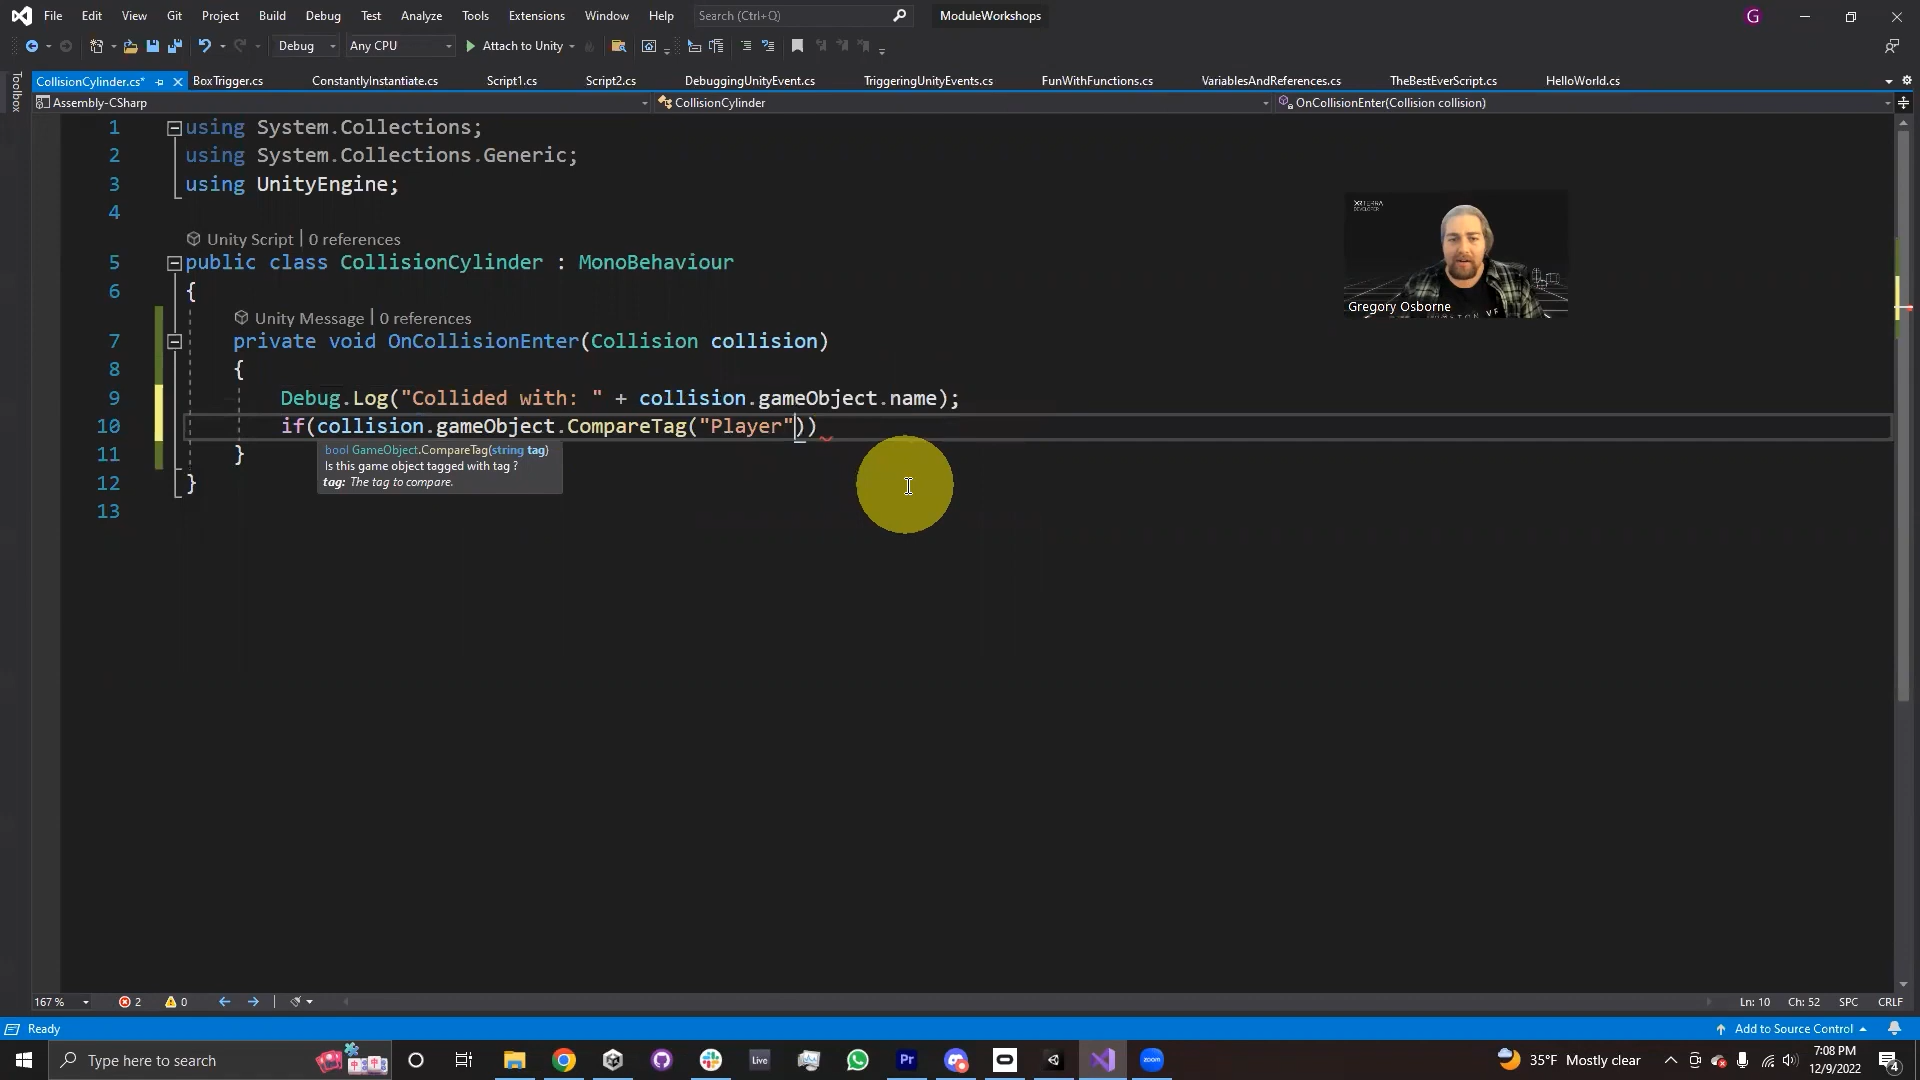 File Edit View Git Project Build Debug Test Analyze Tools Extensions Window Help Search (Ctrl+Q) ModuleWorkshops G
Debug Any CPU Attach to Unity
CollisionCylinder.cs* BoxTrigger.cs ConstantlyInstantiate.cs Script1.cs Script2.cs DebuggingUnityEvent.cs TriggeringUnityEvents.cs FunWithFunctions.cs VariablesAndReferences.cs TheBestEverScript.cs HelloWorld.cs
Toolbox
Assembly-CSharp CollisionCylinder OnCollisionEnter(Collision collision)
1 using System.Collections;
2 using System.Collections.Generic;
3 using UnityEngine;
4
Unity Script | 0 references
5 public class CollisionCylinder : MonoBehaviour
6 {
Unity Message | 0 references
7 private void OnCollisionEnter(Collision collision)
8 {
9 Debug.Log("Collided with: " + collision.gameObject.name);
10 if(collision.gameObject.CompareTag("Player"))
11 }
bool GameObject.CompareTag(string tag)
Is this game object tagged with tag ?
tag: The tag to compare.
12 }
13
XRTERRA
DEVELOPER
Gregory Osborne
167 % 2 0 Ln: 10 Ch: 52 SPC CRLF
Ready Add to Source Control
Type here to search Live Pr zoom 35°F Mostly clear 7:08 PM
12/9/2022
4